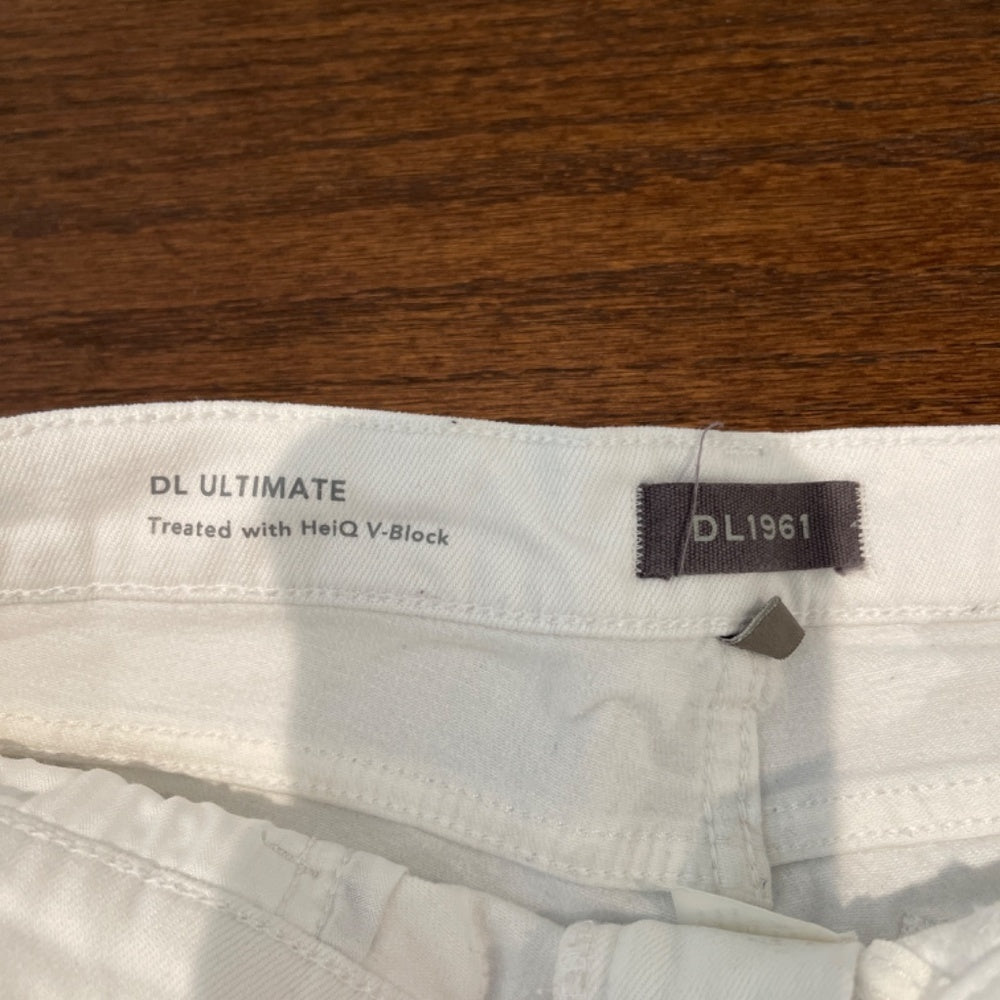 DL ULTIMATE
Treated with HeiQ V-Block
DL1961